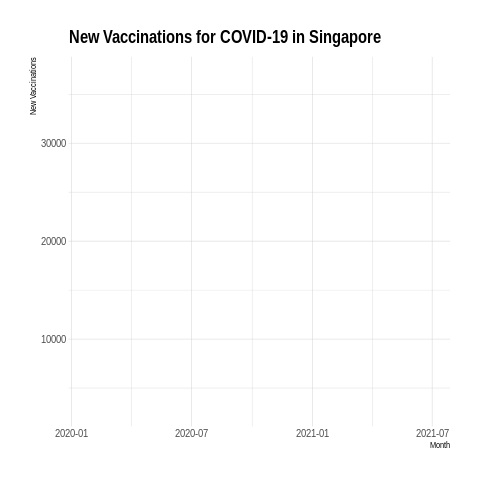 New Vaccinations for COVID-19 in Singapore
New Vaccinations
30000
20000
10000
2020-01 2020-07 2021-01 2021-07
Month